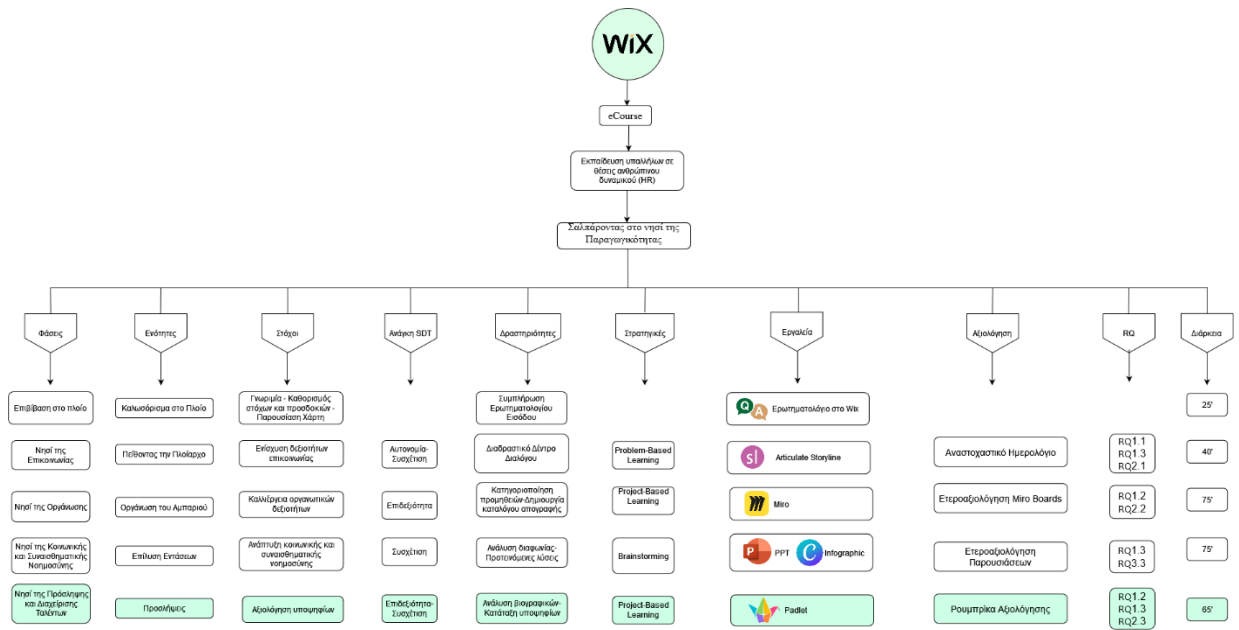 WiX
eCourse
Εκπαίδευση υπαλλήλων σε
θέσεις ανθρώπινου
δυναμικού (HR)
Σαλπάροντας στο νησί της
Παραγωγικότητας
Φάσεις
Ενότητες
Στόχοι
Ανάγκη SDT
Δραστηριότητες
Στρατηγικές
Εργαλεία
Αξιολόγηση
RQ
Διάρκεια
Επιβίβαση στο πλοίο
Καλωσόρισμα στο Πλοίο
Γνωριμία - Καθορισμός
στόχων και προσδοκιών -
Παρουσίαση Χάρτη
Συμπλήρωση
Ερωτηματολογίου
Εισόδου
Q A
Ερωτηματολόγιο στο Wix
25'
Νησί της
Επικοινωνίας
Πείθοντας την Πλοίαρχο
Ενίσχυση δεξιοτήτων
επικοινωνίας
Αυτονομία-
Συσχέτιση
Διαδραστικό Δέντρο
Διαλόγου
Problem-Based
Learning
sl
Articulate Storyline
Αναστοχαστικό Ημερολόγιο
RQ1.1
RQ1.3
RQ2.1
40'
Νησί της Οργάνωσης
Οργάνωση του Αμπαριού
Καλλιέργεια οργανωτικών
δεξιοτήτων
Επιδεξιότητα
Κατηγοριοποίηση
προμηθειών-Δημιουργία
καταλόγου απογραφής
Project-Based
Learning
Miro
Ετεροαξιολόγηση Miro Boards
RQ1.2
RQ2.2
75'
Νησί της Κοινωνικής
και Συναισθηματικής
Νοημοσύνης
Επίλυση Εντάσεων
Ανάπτυξη κοινωνικής και
συναισθηματικής
νοημοσύνης
Συσχέτιση
Ανάλυση διαφωνίας-
Προτεινόμενες λύσεις
Brainstorming
P
PPT
C
Infographic
Ετεροαξιολόγηση
Παρουσιάσεων
RQ1.3
RQ3.3
75'
Νησί της Πρόσληψης
και Διαχείρισης
Ταλέντων
Προσλήψεις
Αξιολόγηση υποψηφίων
Επιδεξιότητα-
Συσχέτιση
Ανάλυση βιογραφικών-
Κατάταξη υποψηφίων
Project-Based
Learning
Padlet
Ρουμπρίκα Αξιολόγησης
RQ1.2
RQ1.3
RQ2.3
65'